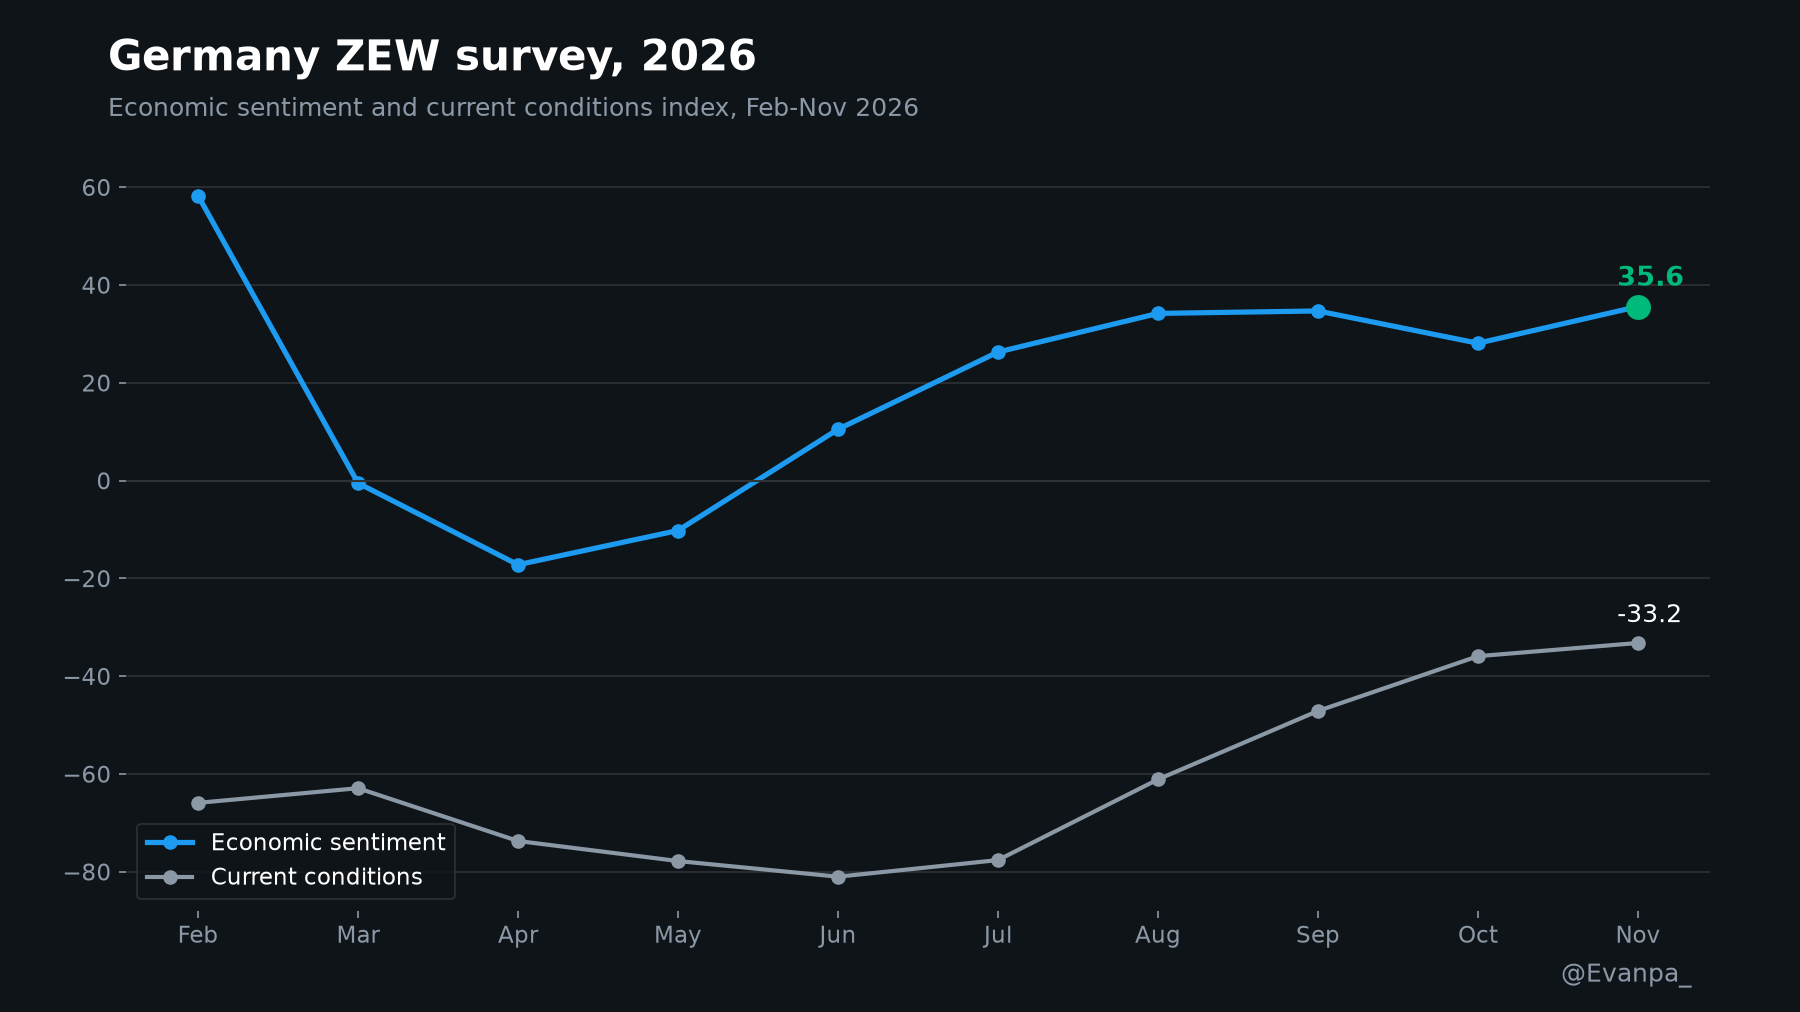 Germany ZEW survey, 2026
Economic sentiment and current conditions index, Feb-Nov 2026
60
40
35.6
20
0
−20
-33.2
−40
−60
−80
Economic sentiment
Current conditions
Feb Mar Apr May Jun Jul Aug Sep Oct Nov
@Evanpa_